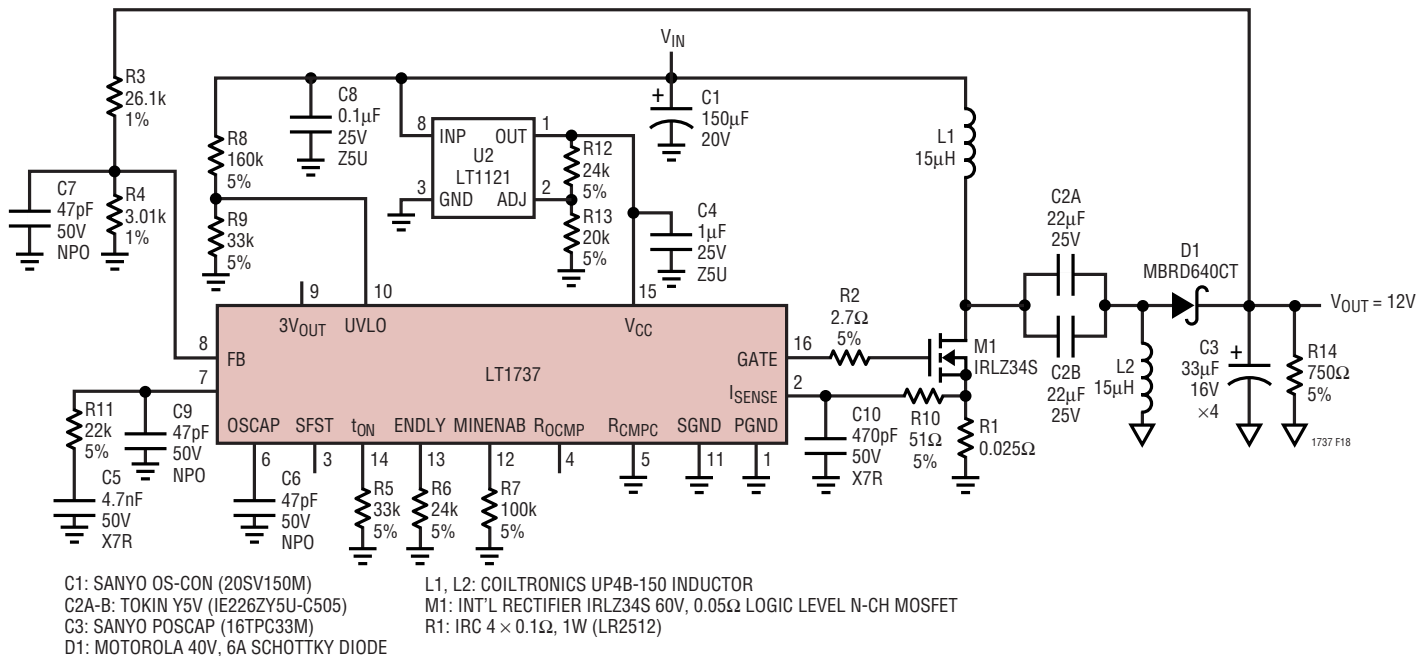 V_IN
R3
26.1k
1%
C8
0.1µF
25V
Z5U
+
C1
150µF
20V
L1
15µH
R8
160k
5%
8
INP
OUT
1
U2
LT1121
3
GND
ADJ
2
R12
24k
5%
R13
20k
5%
C4
1µF
25V
Z5U
C7
47pF
50V
NPO
R4
3.01k
1%
R9
33k
5%
C2A
22µF
25V
C2B
22µF
25V
D1
MBRD640CT
V_OUT = 12V
9
10
15
3V_OUT
UVLO
V_CC
8
FB
7
LT1737
GATE
16
I_SENSE
2
R2
2.7Ω
5%
M1
IRLZ34S
L2
15µH
+
C3
33µF
16V
×4
R14
750Ω
5%
1737 F18
R11
22k
5%
C9
47pF
50V
NPO
OSCAP
SFST
t_ON
ENDLY
MINENAB
R_OCMP
R_CMPC
SGND
PGND
6
3
14
13
12
4
5
11
1
C10
470pF
50V
X7R
R10
51Ω
5%
R1
0.025Ω
C5
4.7nF
50V
X7R
C6
47pF
50V
NPO
R5
33k
5%
R6
24k
5%
R7
100k
5%
C1: SANYO OS-CON (20SV150M)
C2A-B: TOKIN Y5V (IE226ZY5U-C505)
C3: SANYO POSCAP (16TPC33M)
D1: MOTOROLA 40V, 6A SCHOTTKY DIODE
L1, L2: COILTRONICS UP4B-150 INDUCTOR
M1: INT'L RECTIFIER IRLZ34S 60V, 0.05Ω LOGIC LEVEL N-CH MOSFET
R1: IRC 4 × 0.1Ω, 1W (LR2512)